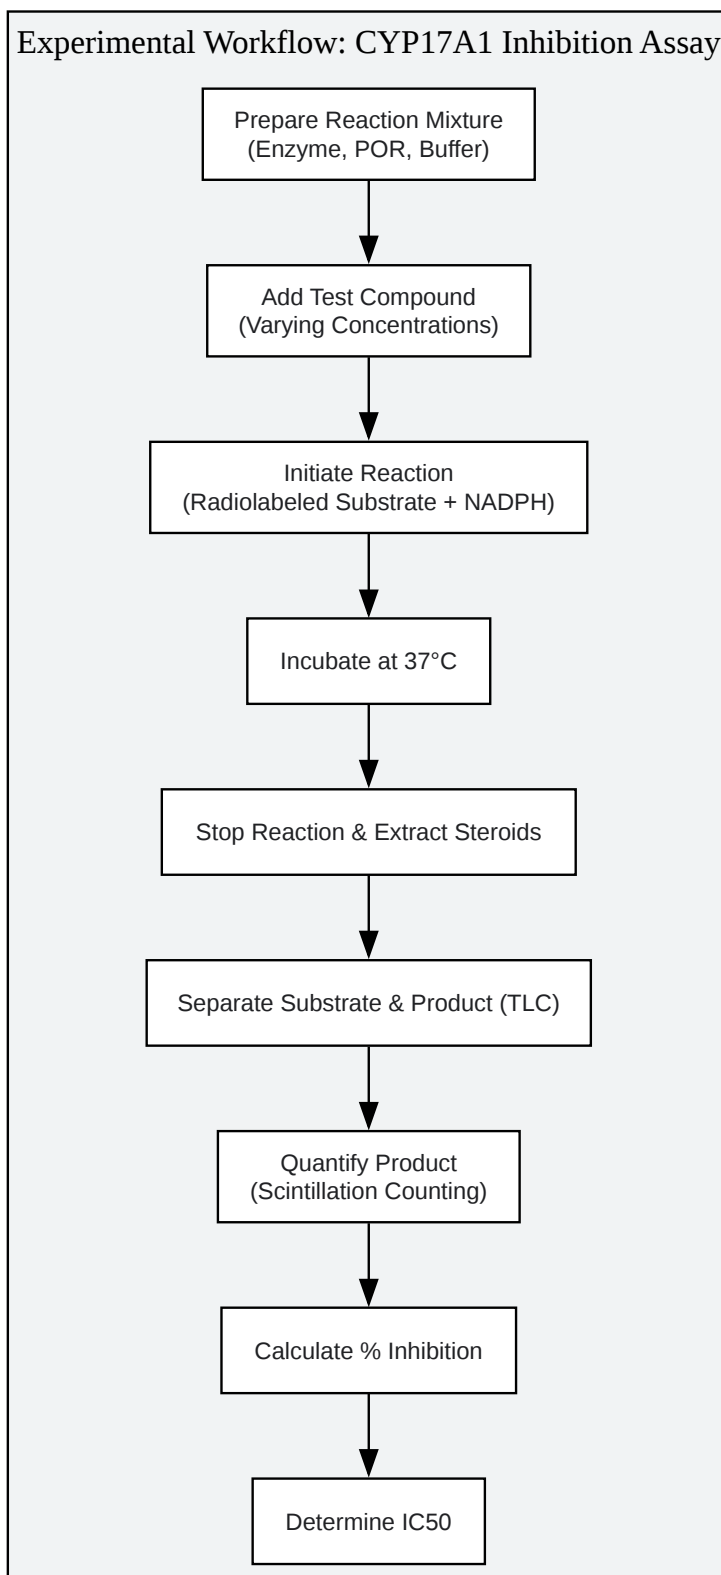 Experimental Workflow: CYP17A1 Inhibition Assay
Prepare Reaction Mixture
(Enzyme, POR, Buffer)
Add Test Compound
(Varying Concentrations)
Initiate Reaction
(Radiolabeled Substrate + NADPH)
Incubate at 37°C
Stop Reaction & Extract Steroids
Separate Substrate & Product (TLC)
Quantify Product
(Scintillation Counting)
Calculate % Inhibition
Determine IC50